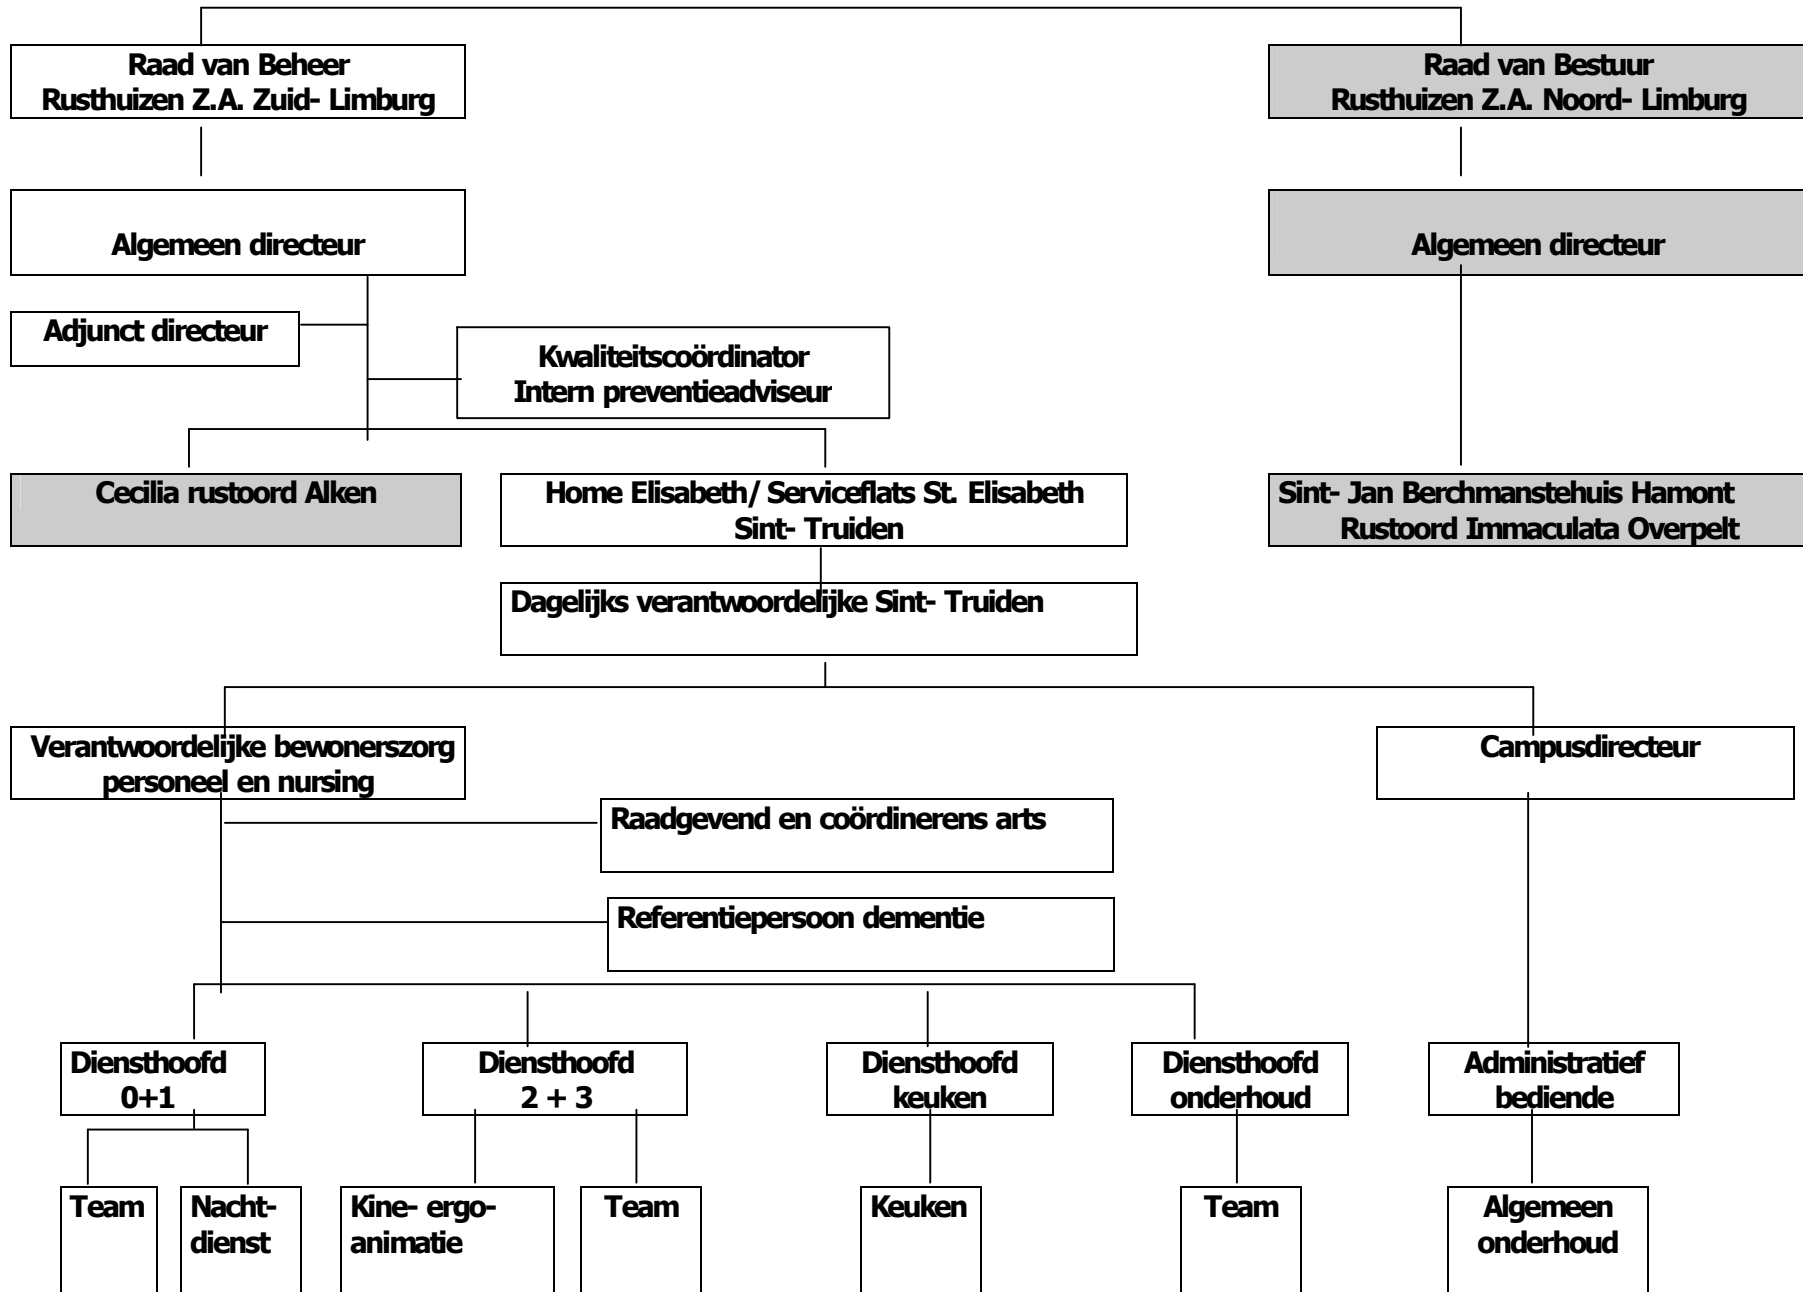 Raad van Beheer
Rusthuizen Z.A. Zuid- Limburg
Raad van Bestuur
Rusthuizen Z.A. Noord- Limburg
Algemeen directeur
Algemeen directeur
Adjunct directeur
Kwaliteitscoördinator
Intern preventieadviseur
Cecilia rustoord Alken
Home Elisabeth/ Serviceflats St. Elisabeth
Sint- Truiden
Sint- Jan Berchmanstehuis Hamont
Rustoord Immaculata Overpelt
Dagelijks verantwoordelijke Sint- Truiden
Verantwoordelijke bewonerszorg
personeel en nursing
Campusdirecteur
Raadgevend en coördinerens arts
Referentiepersoon dementie
Diensthoofd
0+1
Diensthoofd
2 + 3
Diensthoofd
keuken
Diensthoofd
onderhoud
Administratief
bediende
Team
Nacht-
dienst
Kine- ergo-
animatie
Team
Keuken
Team
Algemeen
onderhoud